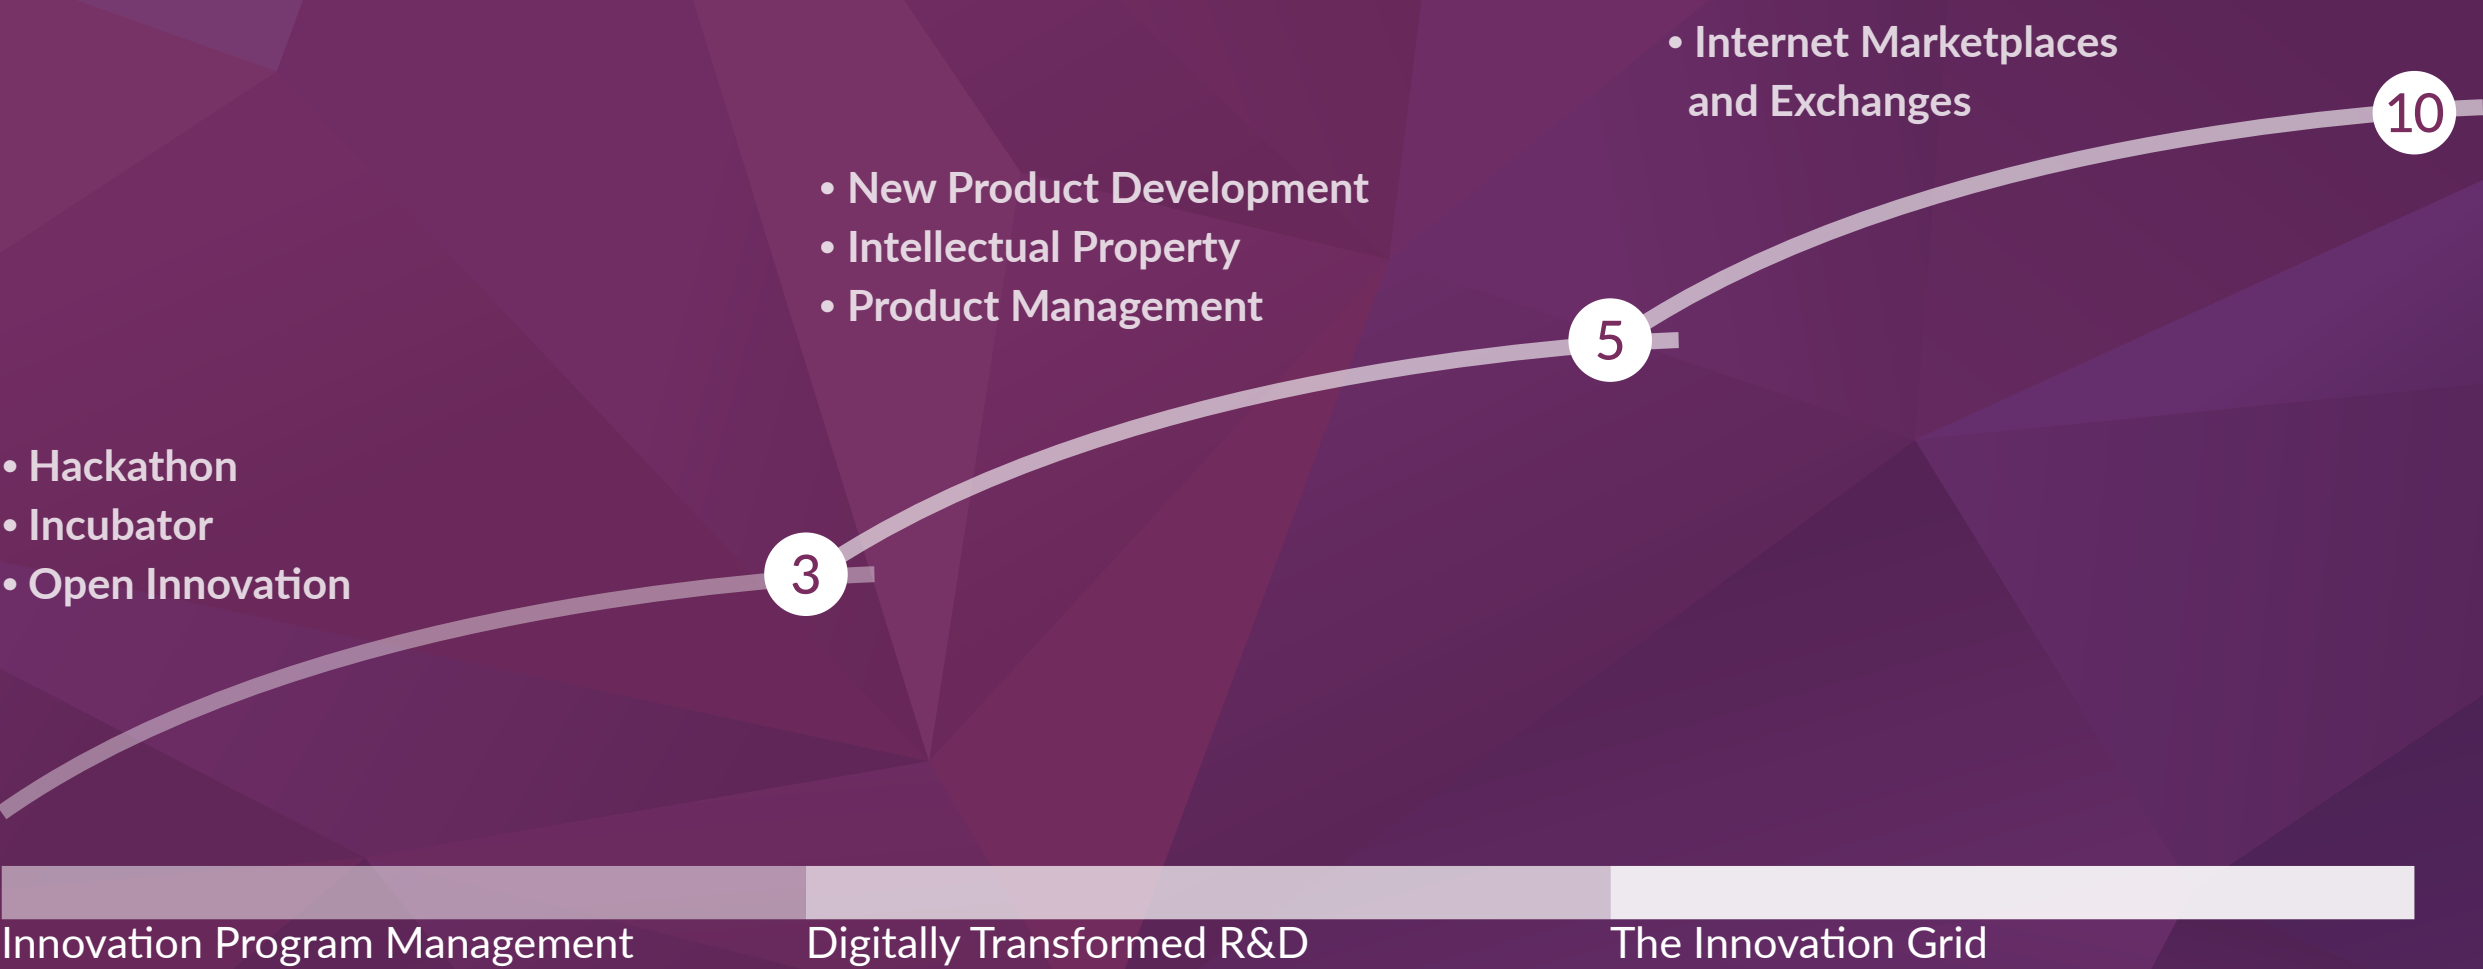 • Internet Marketplaces
and Exchanges
10
• New Product Development
• Intellectual Property
• Product Management
5
• Hackathon
• Incubator
• Open Innovation
3
Innovation Program Management
Digitally Transformed R&D
The Innovation Grid